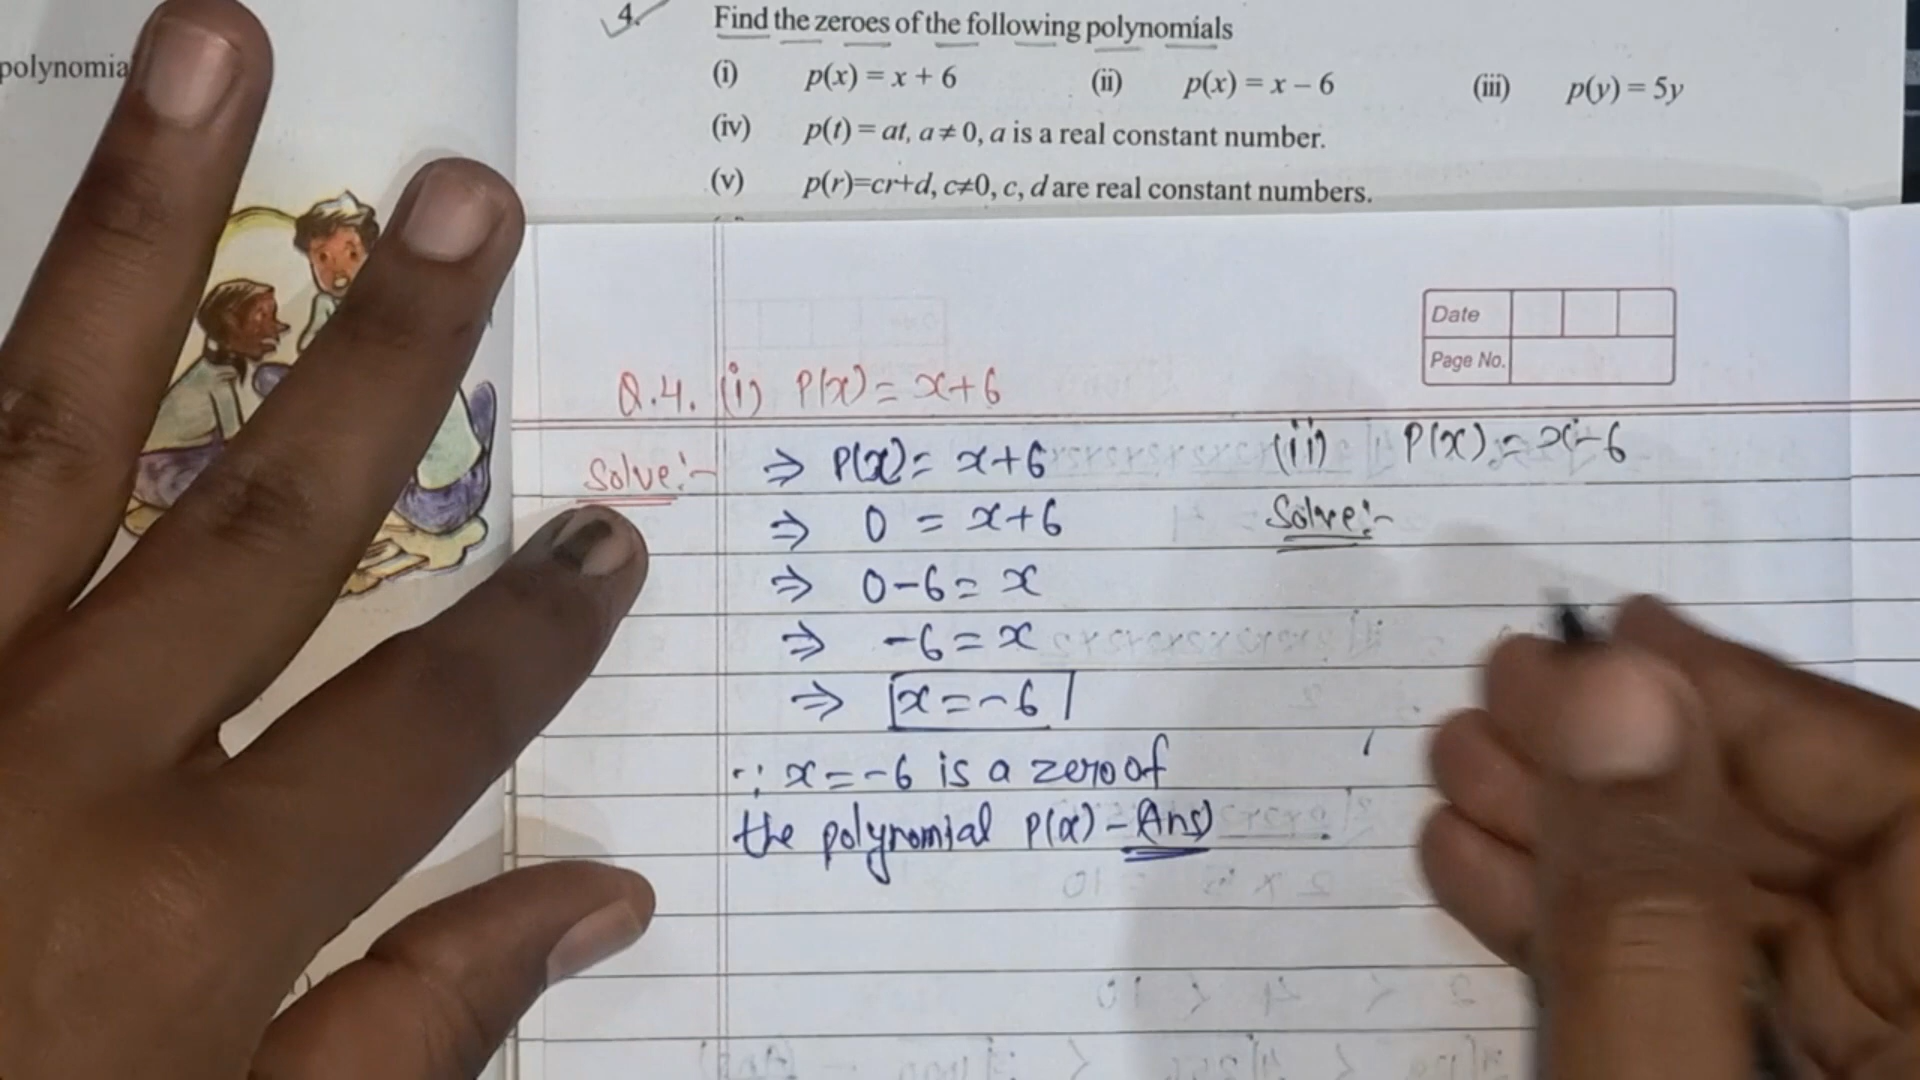 polynomia
4. Find the zeroes of the following polynomials
(i) p(x) = x + 6 (ii) p(x) = x – 6 (iii) p(y) = 5y
(iv) p(t) = at, a ≠ 0, a is a real constant number.
(v) p(r)=cr+d, c≠0, c, d are real constant numbers.
Date
Page No.
Q.4. (i) P(x) = x+6
Solve:- ⇒ P(x) = x+6
⇒ 0 = x+6
⇒ 0-6 = x
⇒ -6 = x
⇒ x = -6
∴ x = -6 is a zero of
the polynomial p(x) - Ans)
(ii) P(x) = x-6
Solve:-